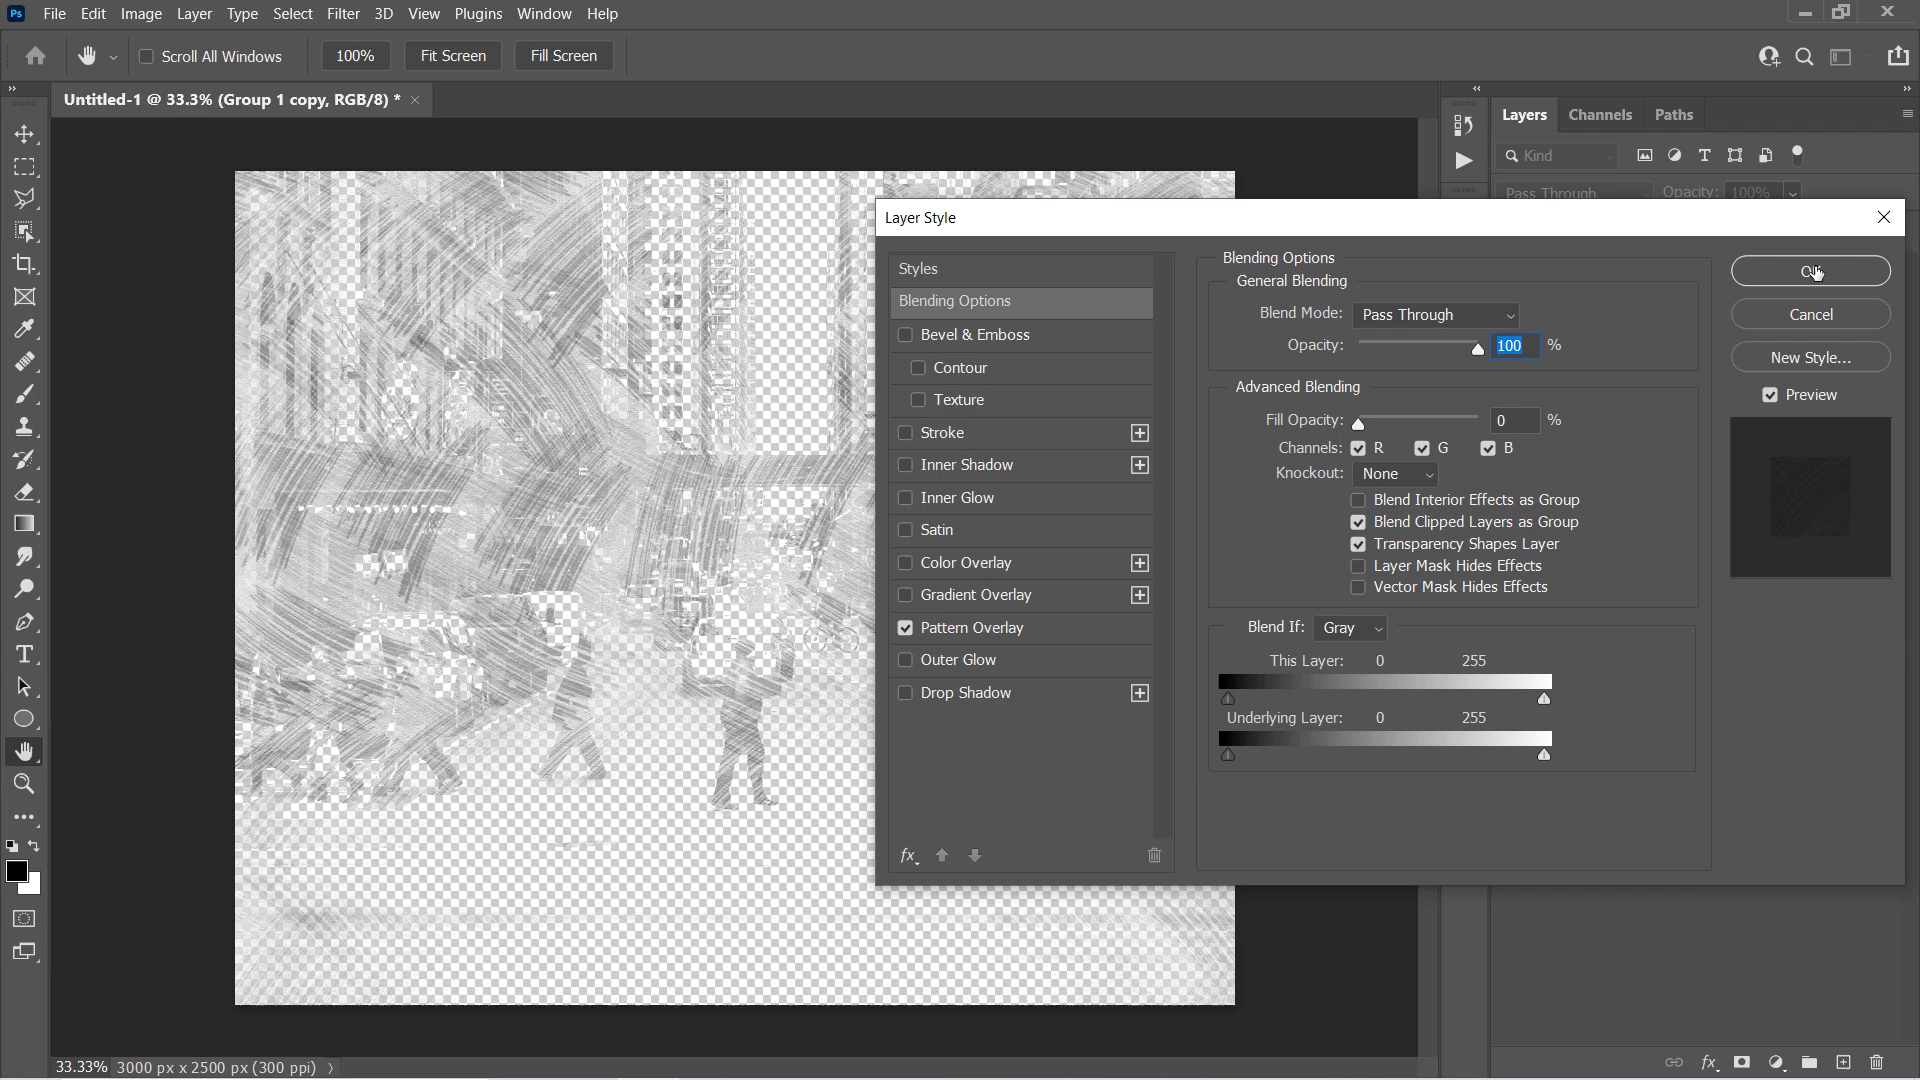 Ps File Edit Image Layer Type Select Filter 3D View Plugins Window Help
Scroll All Windows 100% Fit Screen Fill Screen
Untitled-1 @ 33.3% (Group 1 copy, RGB/8) *
Layers Channels Paths
Kind
Pass Through Opacity: 100%
Layer Style
Styles
Blending Options
Bevel & Emboss
Contour
Texture
Stroke
Inner Shadow
Inner Glow
Satin
Color Overlay
Gradient Overlay
Pattern Overlay
Outer Glow
Drop Shadow
fx
Blending Options
General Blending
Blend Mode: Pass Through
Opacity: 100 %
Advanced Blending
Fill Opacity: 0 %
Channels: R G B
Knockout: None
Blend Interior Effects as Group
Blend Clipped Layers as Group
Transparency Shapes Layer
Layer Mask Hides Effects
Vector Mask Hides Effects
Blend If: Gray
This Layer: 0 255
Underlying Layer: 0 255
Cancel
New Style...
Preview
33.33% 3000 px x 2500 px (300 ppi)
fx